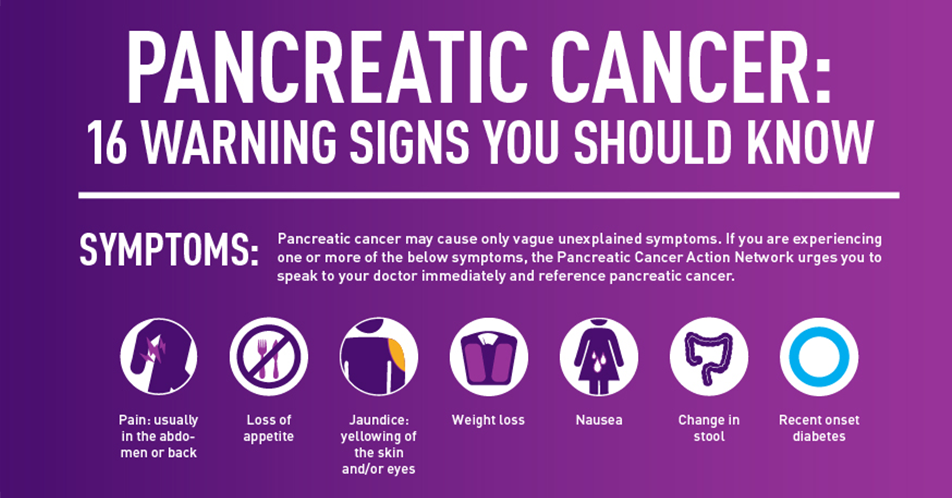 PANCREATIC CANCER:
16 WARNING SIGNS YOU SHOULD KNOW
SYMPTOMS:
Pancreatic cancer may cause only vague unexplained symptoms. If you are experiencing
one or more of the below symptoms, the Pancreatic Cancer Action Network urges you to
speak to your doctor immediately and reference pancreatic cancer.
Pain: usually
in the abdo-
men or back
Loss of
appetite
Jaundice:
yellowing of
the skin
and/or eyes
Weight loss
Nausea
Change in
stool
Recent onset
diabetes